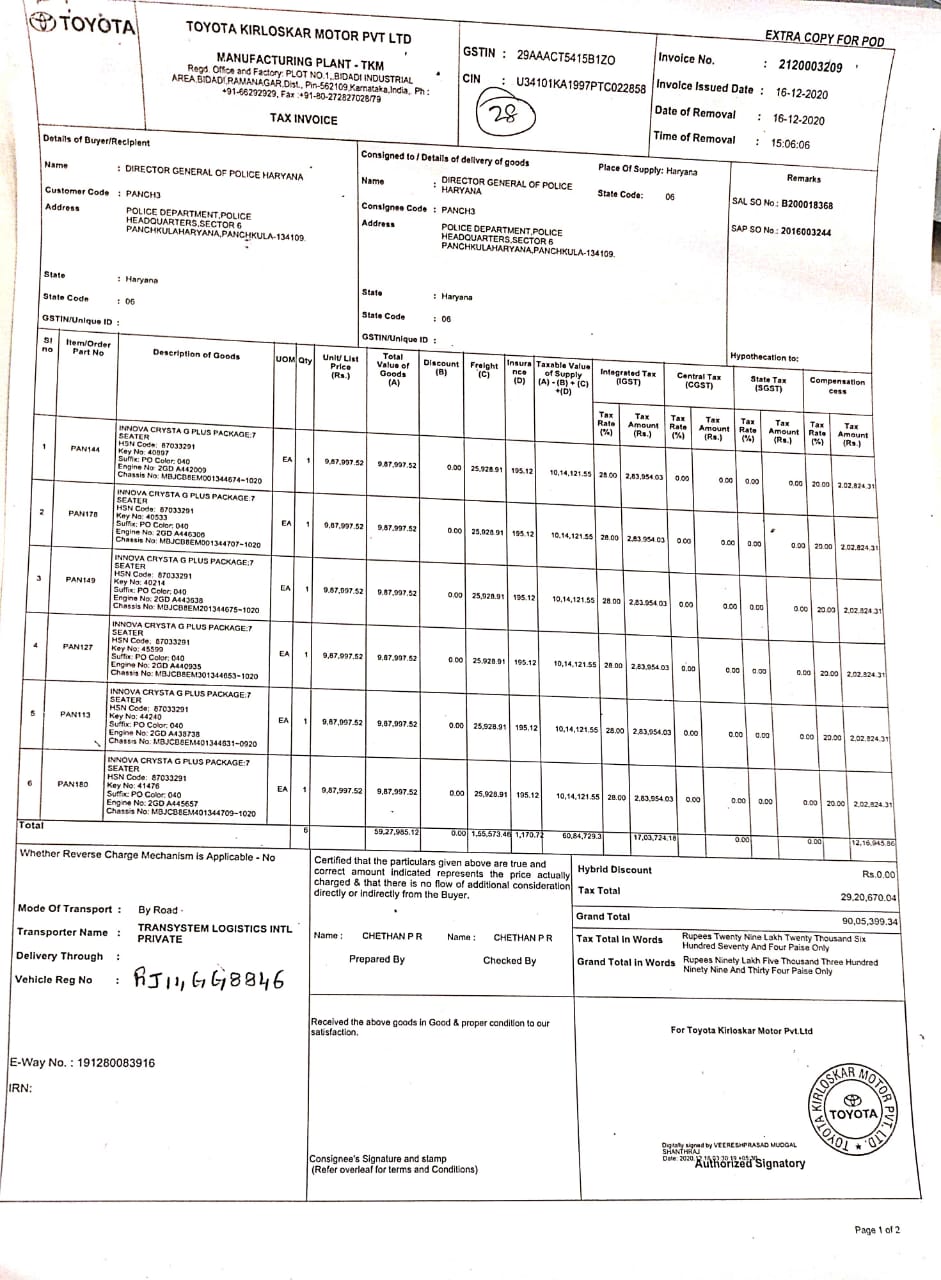 EXTRA COPY FOR POD
TOYOTA
TOYOTA KIRLOSKAR MOTOR PVT LTD
MANUFACTURING PLANT - TKM
Regd. Office and Factory: PLOT NO.1,,BIDADI INDUSTRIAL
AREA,BIDADI,RAMANAGAR,Dist., Pin-562109,Karnataka,India, Ph :
+91-66292929, Fax :+91-80-272827028/79
TAX INVOICE
GSTIN : 29AAACT5415B1ZO
CIN : U34101KA1997PTC022858
28
Invoice No. : 2120003209
Invoice Issued Date : 16-12-2020
Date of Removal : 16-12-2020
Time of Removal : 15:06:06
Details of Buyer/Recipient
Name : DIRECTOR GENERAL OF POLICE HARYANA
Customer Code : PANCH3
Address POLICE DEPARTMENT,POLICE
HEADQUARTERS,SECTOR 6
PANCHKULAHARYANA,PANCHKULA-134109.
State : Haryana
State Code : 06
GSTIN/Unique ID :
Consigned to / Details of delivery of goods
Place Of Supply: Haryana
Name : DIRECTOR GENERAL OF POLICE
HARYANA
State Code: 06
Consignee Code : PANCH3
Address POLICE DEPARTMENT,POLICE
HEADQUARTERS,SECTOR 6
PANCHKULAHARYANA,PANCHKULA-134109.
State : Haryana
State Code : 06
GSTIN/Unique ID :
Remarks
SAL SO No.: B200018368
SAP SO No : 2016003244
Hypothecation to:
Sl no Item/Order Part No Description of Goods UOM Qty Unit/ List Price (Rs.) Total Value of Goods (A) Discount (B) Freight (C) Insura nce (D) Taxable Value of Supply (A) - (B) + (C) +(D) Integrated Tax (IGST) Central Tax (CGST) State Tax (SGST) Compensation cess
Tax Rate (%) Tax Amount (Rs.) Tax Rate (%) Tax Amount (Rs.) Tax Rate (%) Tax Amount (Rs.) Tax Rate (%) Tax Amount (Rs.)
INNOVA CRYSTA G PLUS PACKAGE:7
SEATER
HSN Code: 87033291
Key No: 40897
Suffix: PO Color: 040
Engine No: 2GD A442009
Chassis No: MBJCB8EM001344674-1020
1 PAN144 EA 1 9,87,997.52 9,87,997.52 0.00 25,928.91 195.12 10,14,121.55 28.00 2,83,954.03 0.00 0.00 0.00 0.00 20.00 2,02,824.31
INNOVA CRYSTA G PLUS PACKAGE:7
SEATER
HSN Code: 87033291
Key No: 40533
Suffix: PO Color: 040
Engine No: 2GD A446306
Chassis No: MBJCB8EM001344707-1020
2 PAN178 EA 1 9,87,997.52 9,87,997.52 0.00 25,928.91 195.12 10,14,121.55 28.00 2,83,954.03 0.00 0.00 0.00 0.00 20.00 2,02,824.31
INNOVA CRYSTA G PLUS PACKAGE:7
SEATER
HSN Code: 87033291
Key No: 40214
Suffix: PO Color: 040
Engine No: 2GD A443638
Chassis No: MBJCB8EM201344675-1020
3 PAN149 EA 1 9,87,997.52 9,87,997.52 0.00 25,928.91 195.12 10,14,121.55 28.00 2,83,954.03 0.00 0.00 0.00 0.00 20.00 2,02,824.31
INNOVA CRYSTA G PLUS PACKAGE:7
SEATER
HSN Code: 87033291
Key No: 45599
Suffix: PO Color: 040
Engine No: 2GD A440935
Chassis No: MBJCB8EM301344653-1020
4 PAN127 EA 1 9,87,997.52 9,87,997.52 0.00 25,928.91 195.12 10,14,121.55 28.00 2,83,954.03 0.00 0.00 0.00 0.00 20.00 2,02,824.31
INNOVA CRYSTA G PLUS PACKAGE:7
SEATER
HSN Code: 87033291
Key No: 44240
Suffix: PO Color: 040
Engine No: 2GD A438738
Chassis No: MBJCB8EM401344631-0920
5 PAN113 EA 1 9,87,997.52 9,87,997.52 0.00 25,928.91 195.12 10,14,121.55 28.00 2,83,954.03 0.00 0.00 0.00 0.00 20.00 2,02,824.31
INNOVA CRYSTA G PLUS PACKAGE:7
SEATER
HSN Code: 87033291
Key No: 41476
Suffix: PO Color: 040
Engine No: 2GD A445657
Chassis No: MBJCB8EM401344709-1020
6 PAN180 EA 1 9,87,997.52 9,87,997.52 0.00 25,928.91 195.12 10,14,121.55 28.00 2,83,954.03 0.00 0.00 0.00 0.00 20.00 2,02,824.31
Total 6 59,27,985.12 0.00 1,55,573.46 1,170.72 60,84,729.3 17,03,724.18 0.00 0.00 12,16,945.86
Whether Reverse Charge Mechanism is Applicable - No
Mode Of Transport : By Road
Transporter Name : TRANSYSTEM LOGISTICS INTL
PRIVATE
Delivery Through :
Vehicle Reg No : RJ11,GG8846
E-Way No. : 191280083916
IRN:
Certified that the particulars given above are true and
correct amount indicated represents the price actually
charged & that there is no flow of additional consideration
directly or indirectly from the Buyer.
Name : CHETHAN P R Name : CHETHAN P R
Prepared By Checked By
Received the above goods in Good & proper condition to our
satisfaction.
Consignee's Signature and stamp
(Refer overleaf for terms and Conditions)
Hybrid Discount Rs.0.00
Tax Total 29,20,670.04
Grand Total 90,05,399.34
Tax Total in Words Rupees Twenty Nine Lakh Twenty Thousand Six
Hundred Seventy And Four Paise Only
Grand Total in Words Rupees Ninety Lakh Five Thousand Three Hundred
Ninety Nine And Thirty Four Paise Only
For Toyota Kirloskar Motor Pvt.Ltd
TOYOTA KIRLOSKAR MOTOR PVT. LTD.
TOYOTA
Digitally signed by VEERESHPRASAD MUDGAL
SHANTHRAJ
Authorized Signatory
Page 1 of 2